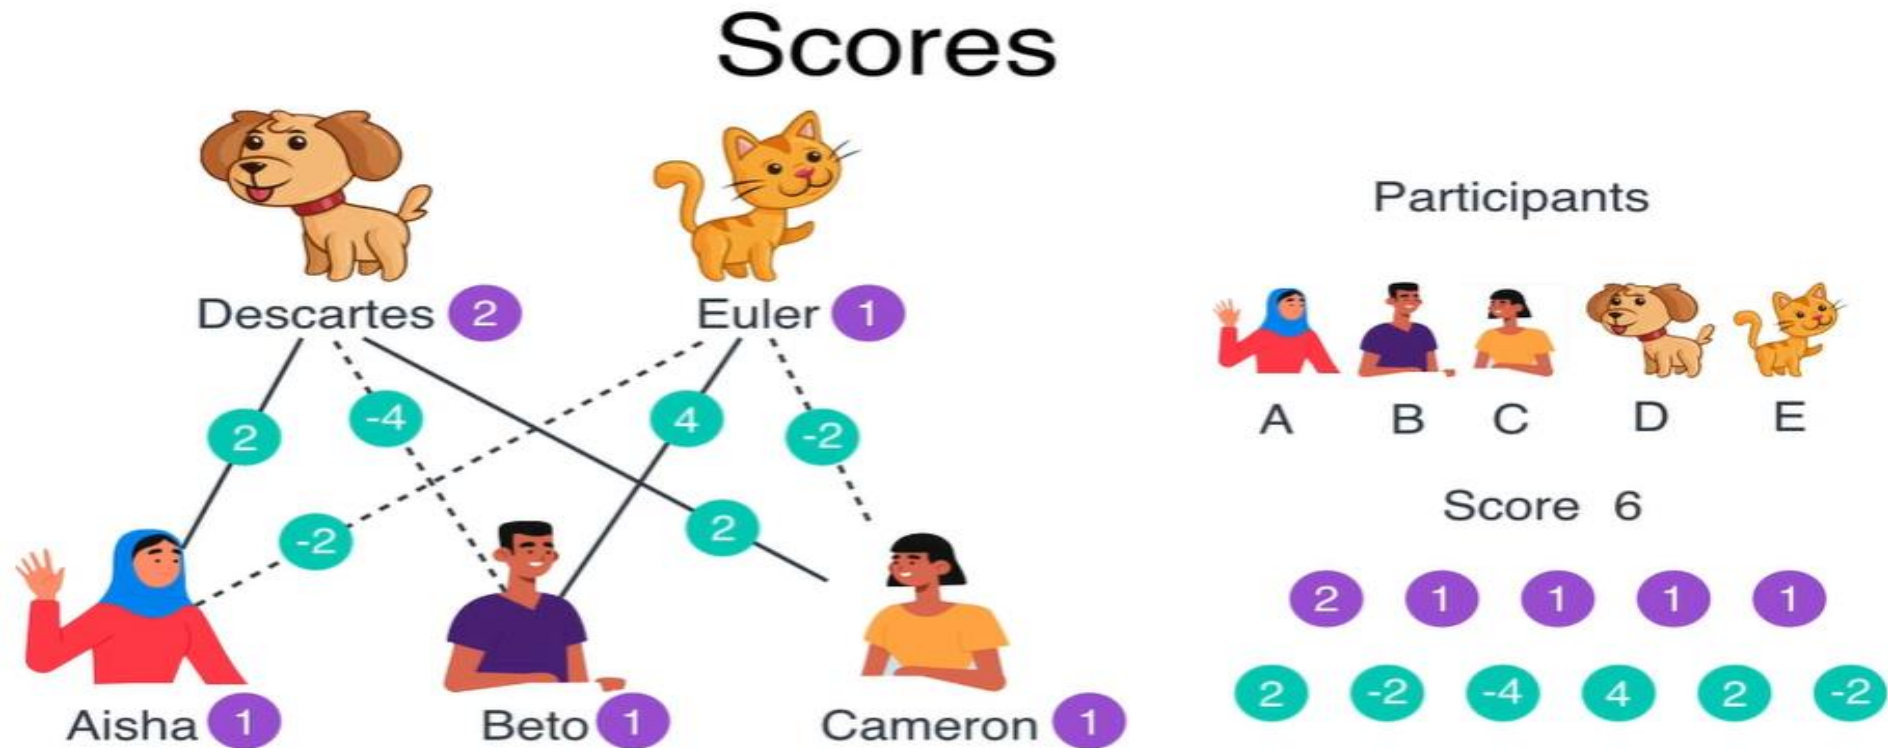 Scores
Descartes 2
Euler 1
2
-4
4
-2
-2
2
Aisha 1
Beto 1
Cameron 1
Participants
A B C D E
Score 6
2 1 1 1 1
2 -2 -4 4 2 -2